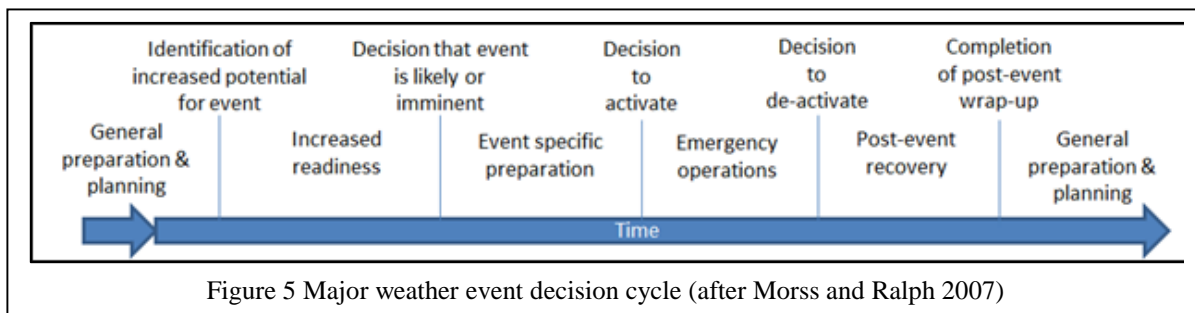 Identification of
increased potential
for event
Decision that event
is likely or
imminent
Decision
to
activate
Decision
to
de-activate
Completion
of post-event
wrap-up
General
preparation &
planning
Increased
readiness
Event specific
preparation
Emergency
operations
Post-event
recovery
General
preparation &
planning
Time
Figure 5 Major weather event decision cycle (after Morss and Ralph 2007)